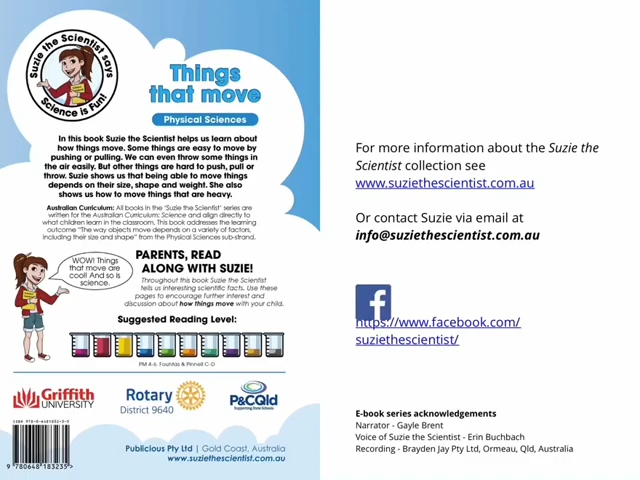 Suzie the Scientist says
Science is Fun!
Things
that move
Physical Sciences
In this book Suzie the Scientist helps us learn about
how things move. Some things are easy to move by
pushing or pulling. We can even throw some things in
the air easily. But other things are hard to push, pull or
throw. Suzie shows us that being able to move things
depends on their size, shape and weight. She also
shows us how to move things that are heavy.
Australian Curriculum: All books in the 'Suzie the Scientist' series are
written for the Australian Curriculum: Science and align directly to
what children learn in the classroom. This book addresses the learning
outcome "The way objects move depends on a variety of factors,
including their size and shape" from the Physical Sciences sub-strand.
WOW! Things
that move are
cool! And so is
science.
PARENTS, READ
ALONG WITH SUZIE!
Throughout this book Suzie the Scientist
tells us interesting scientific facts. Use these
pages to encourage further interest and
discussion about how things move with your child.
Suggested Reading Level:
PM 4-6 Fountas & Pinnell C-D
Griffith
UNIVERSITY
Rotary
District 9640
P&CQld
Supporting State Schools
9 780648 183235>
Publicious Pty Ltd | Gold Coast, Australia
www.suziethescientist.com.au
For more information about the Suzie the
Scientist collection see
www.suziethescientist.com.au
Or contact Suzie via email at
info@suziethescientist.com.au
f
https://www.facebook.com/
suziethescientist/
E-book series acknowledgements
Narrator - Gayle Brent
Voice of Suzie the Scientist - Erin Buchbach
Recording - Brayden Jay Pty Ltd, Ormeau, Qld, Australia